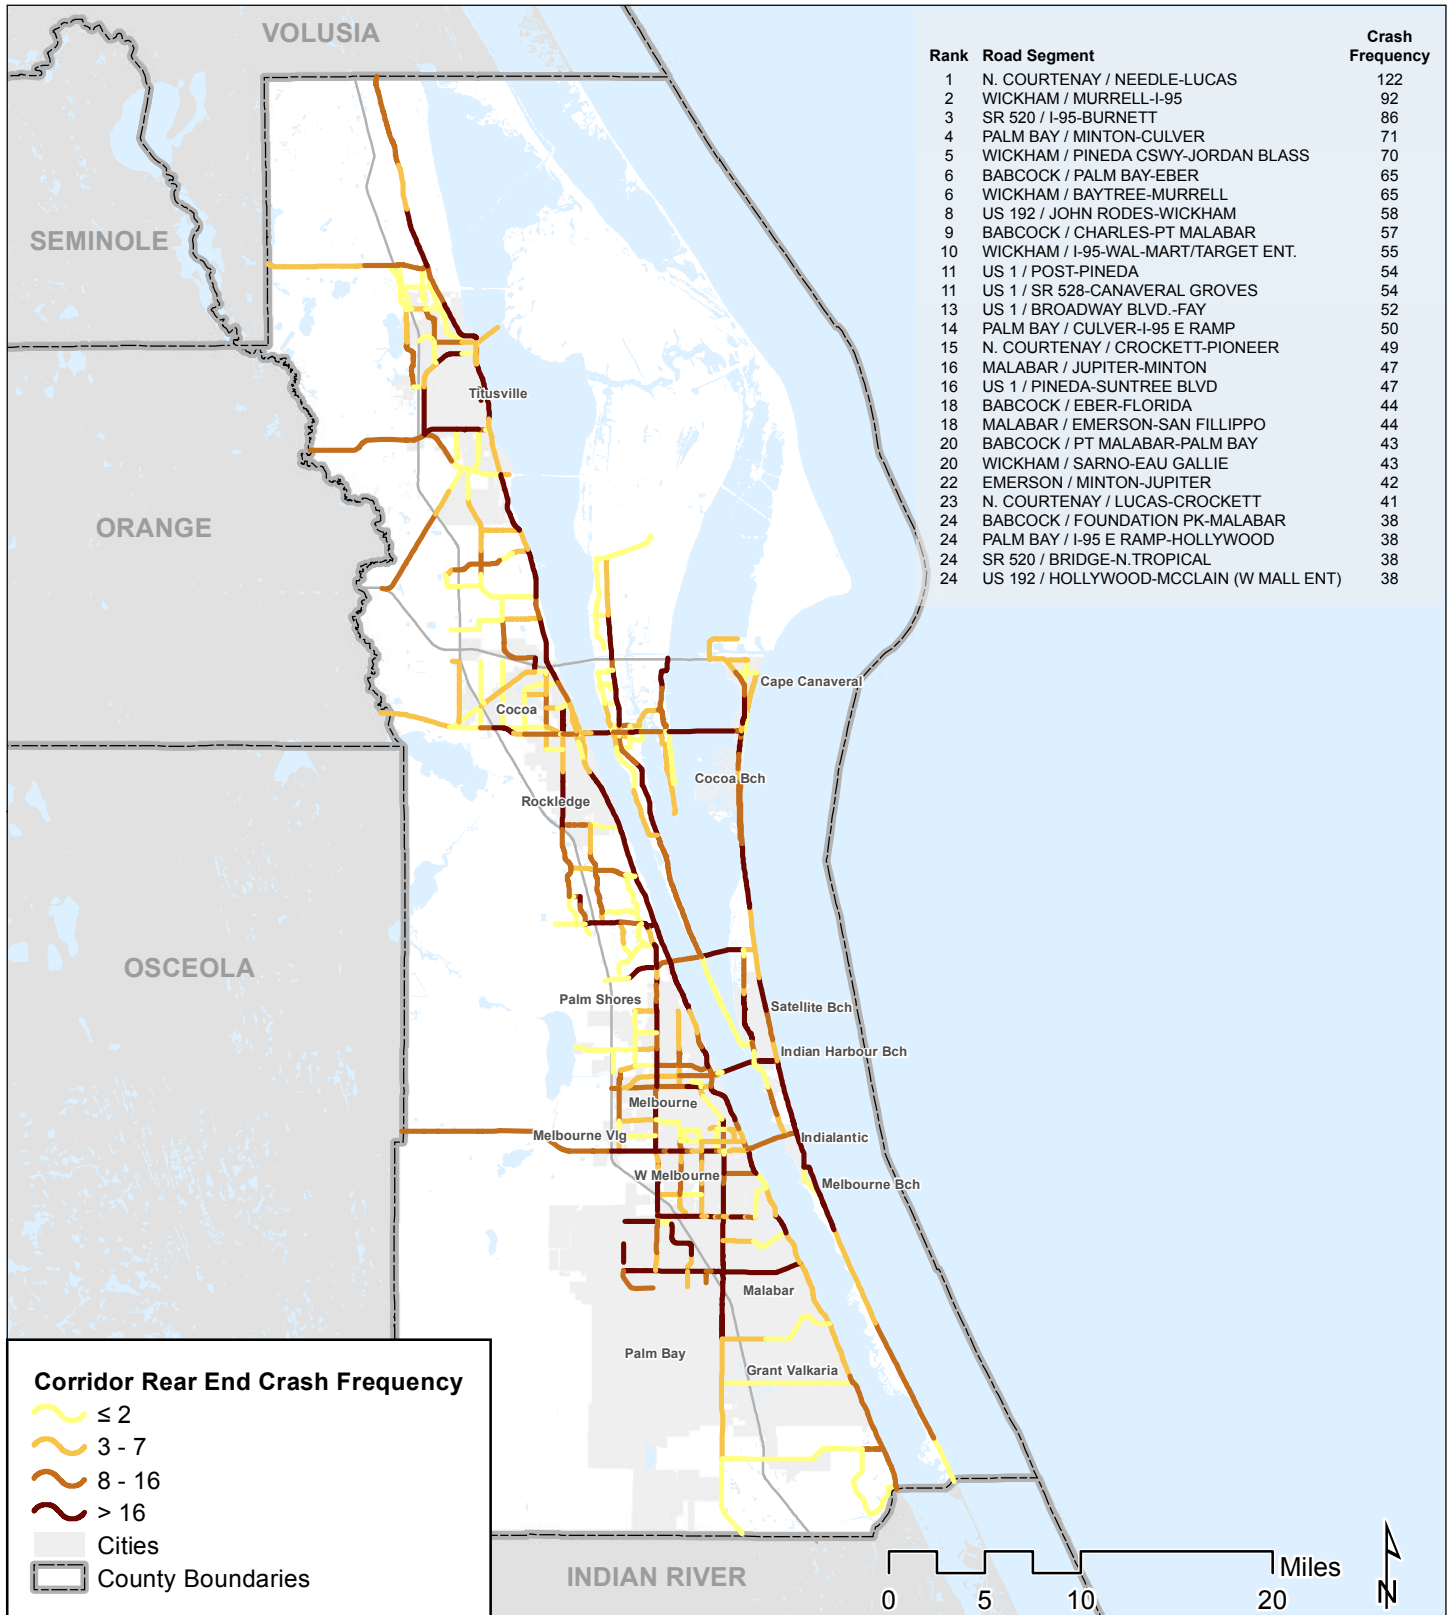 VOLUSIA
SEMINOLE
ORANGE
OSCEOLA
INDIAN RIVER
Rank Road Segment Crash Frequency
1 N. COURTENAY / NEEDLE-LUCAS 122
2 WICKHAM / MURRELL-I-95 92
3 SR 520 / I-95-BURNETT 86
4 PALM BAY / MINTON-CULVER 71
5 WICKHAM / PINEDA CSWY-JORDAN BLASS 70
6 BABCOCK / PALM BAY-EBER 65
6 WICKHAM / BAYTREE-MURRELL 65
8 US 192 / JOHN RODES-WICKHAM 58
9 BABCOCK / CHARLES-PT MALABAR 57
10 WICKHAM / I-95-WAL-MART/TARGET ENT. 55
11 US 1 / POST-PINEDA 54
11 US 1 / SR 528-CANAVERAL GROVES 54
13 US 1 / BROADWAY BLVD.-FAY 52
14 PALM BAY / CULVER-I-95 E RAMP 50
15 N. COURTENAY / CROCKETT-PIONEER 49
16 MALABAR / JUPITER-MINTON 47
16 US 1 / PINEDA-SUNTREE BLVD 47
18 BABCOCK / EBER-FLORIDA 44
18 MALABAR / EMERSON-SAN FILLIPPO 44
20 BABCOCK / PT MALABAR-PALM BAY 43
20 WICKHAM / SARNO-EAU GALLIE 43
22 EMERSON / MINTON-JUPITER 42
23 N. COURTENAY / LUCAS-CROCKETT 41
24 BABCOCK / FOUNDATION PK-MALABAR 38
24 PALM BAY / I-95 E RAMP-HOLLYWOOD 38
24 SR 520 / BRIDGE-N.TROPICAL 38
24 US 192 / HOLLYWOOD-MCCLAIN (W MALL ENT) 38
Titusville
Cape Canaveral
Cocoa
Cocoa Bch
Rockledge
Palm Shores
Satellite Bch
Indian Harbour Bch
Melbourne
Melbourne Vlg
Indialantic
W Melbourne
Melbourne Bch
Malabar
Palm Bay
Grant Valkaria
Corridor Rear End Crash Frequency
≤ 2
3 - 7
8 - 16
> 16
Cities
County Boundaries
Miles
0 5 10 20
N